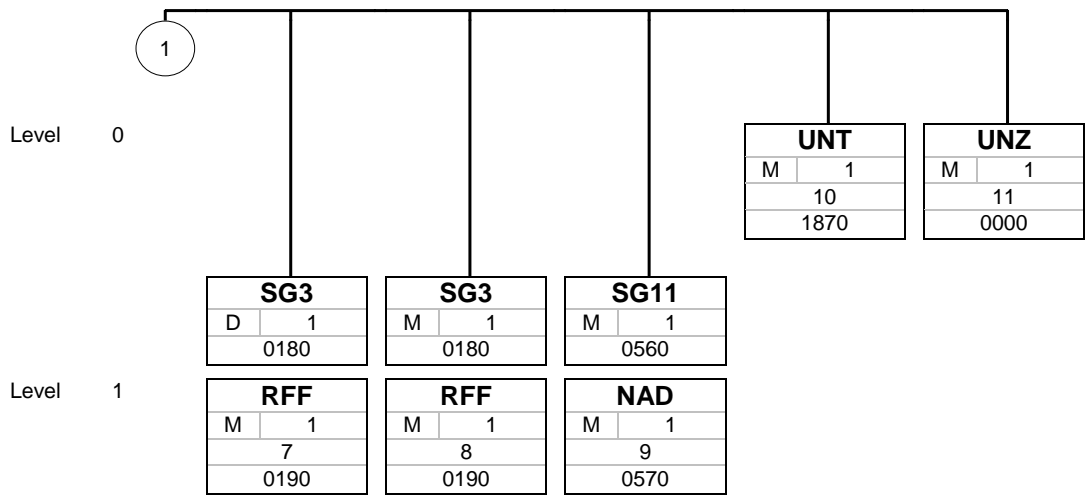 1
Level 0
UNT UNZ
M 1 M 1
10 11
1870 0000
SG3 SG3 SG11
D 1 M 1 M 1
0180 0180 0560
Level 1
RFF RFF NAD
M 1 M 1 M 1
7 8 9
0190 0190 0570